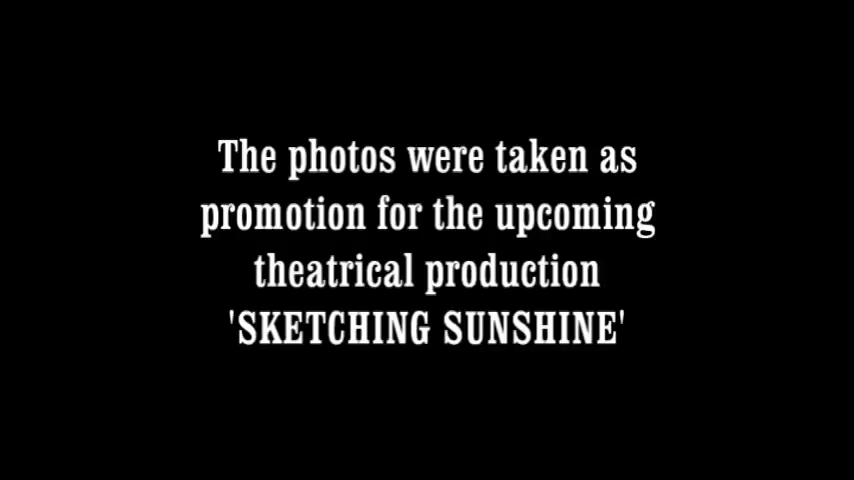 The photos were taken as
promotion for the upcoming
theatrical production
'SKETCHING SUNSHINE'